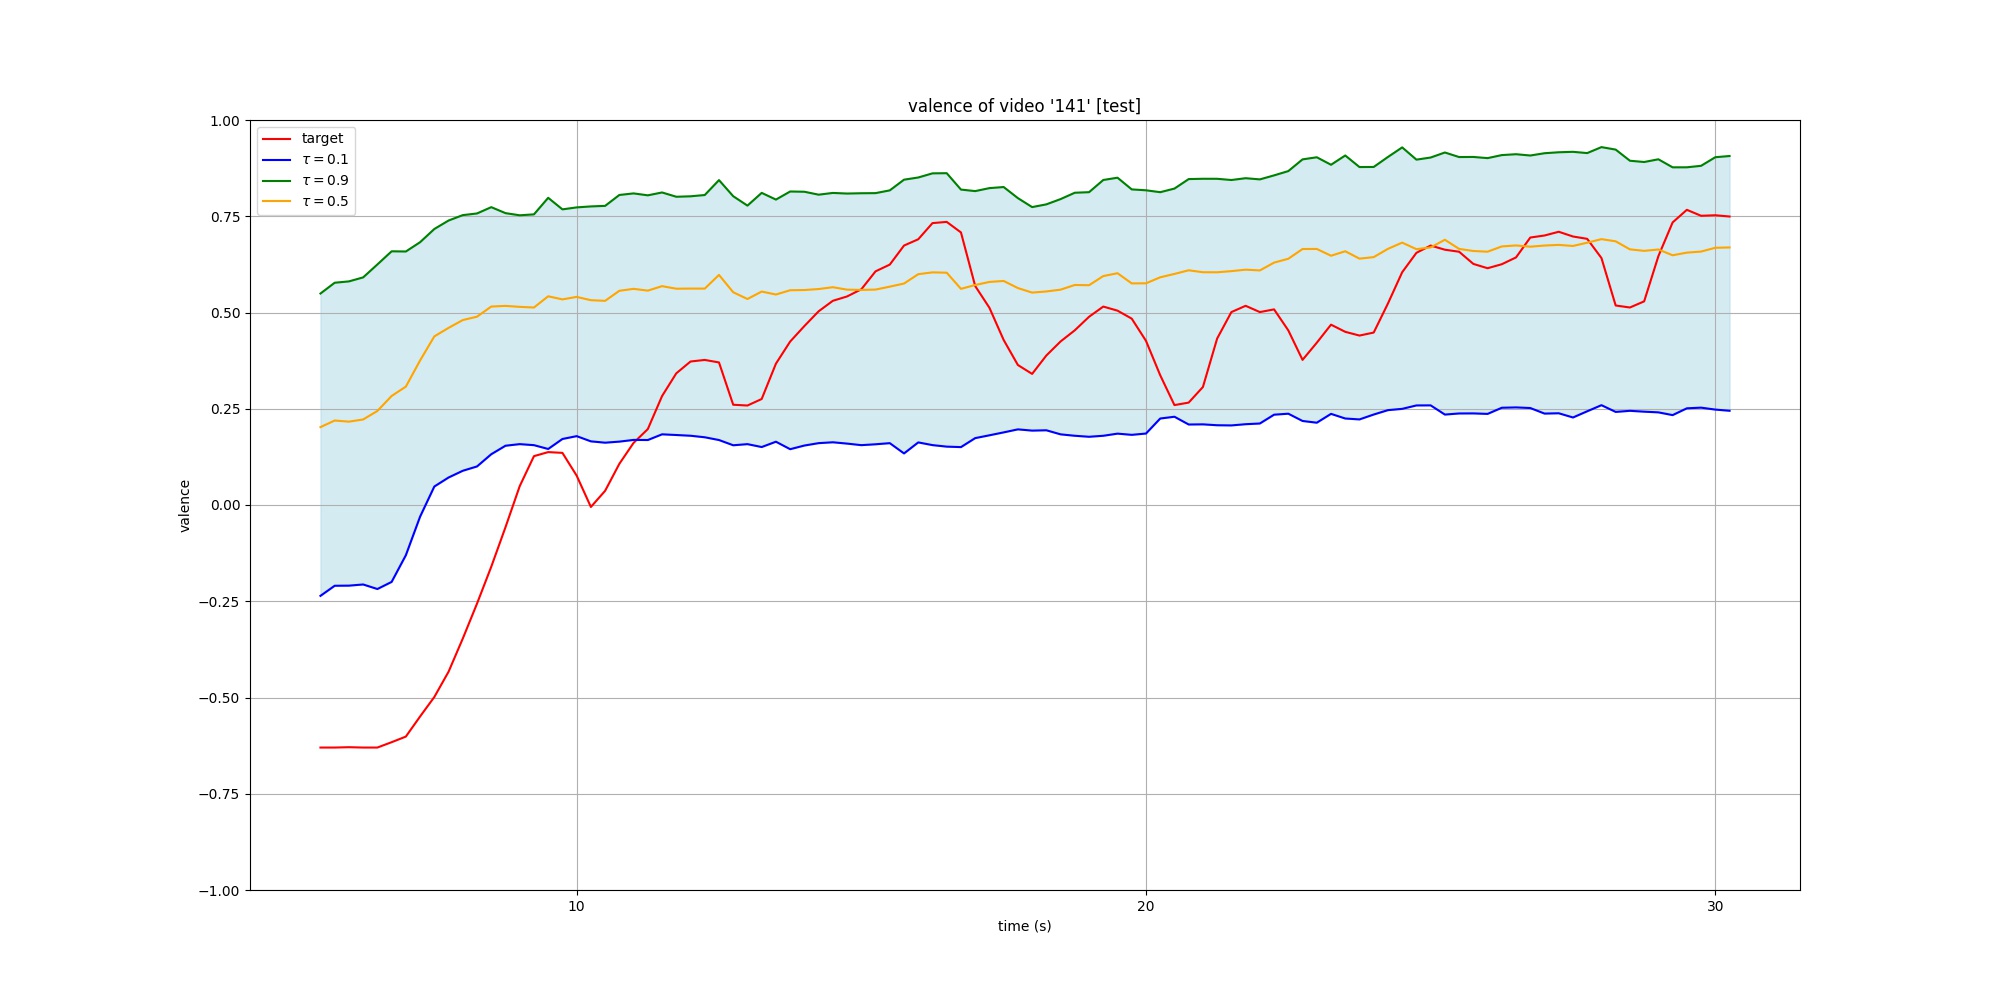 valence of video '141' [test]
target
τ = 0.1
τ = 0.9
τ = 0.5
valence
1.00
0.75
0.50
0.25
0.00
−0.25
−0.50
−0.75
−1.00
10 20 30
time (s)